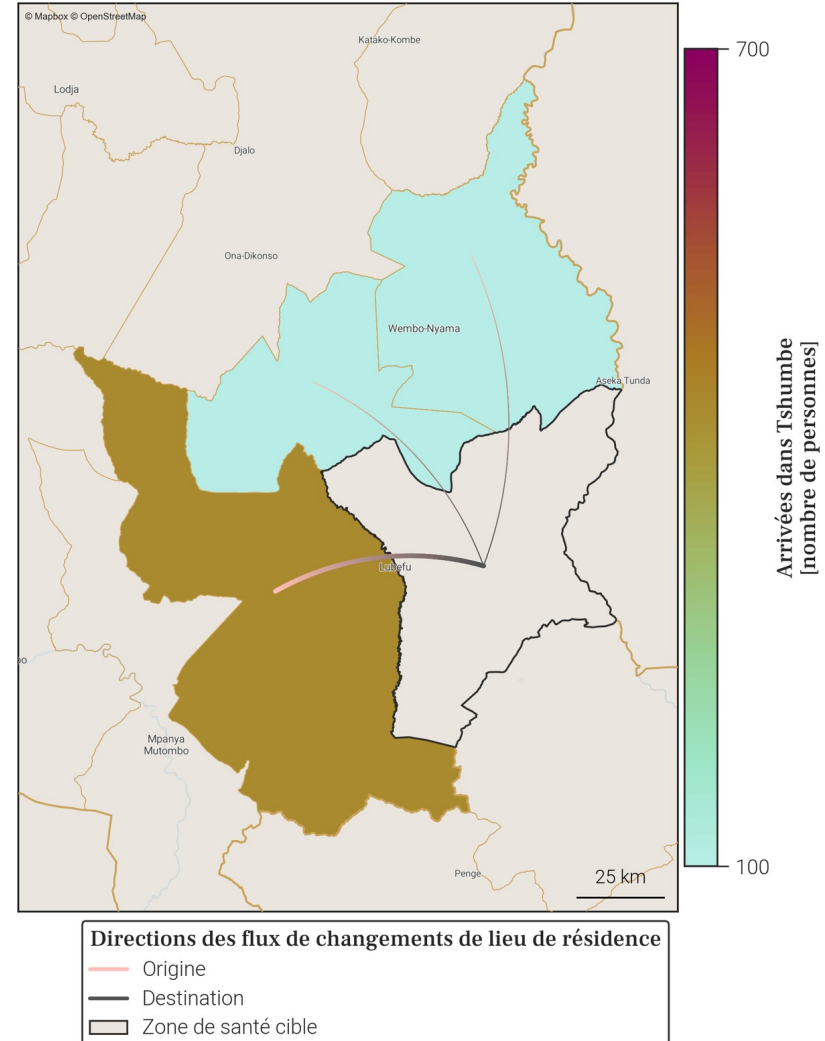 © Mapbox © OpenStreetMap
Katako-Kombe
Lodja
Djalo
Ona-Dikonso
Wembo-Nyama
Aseka Tunda
Lubefu
Mpanya
Mutombo
Penge
25 km
700
100
Arrivées dans Tshumbe
[nombre de personnes]
Directions des flux de changements de lieu de résidence
Origine
Destination
Zone de santé cible